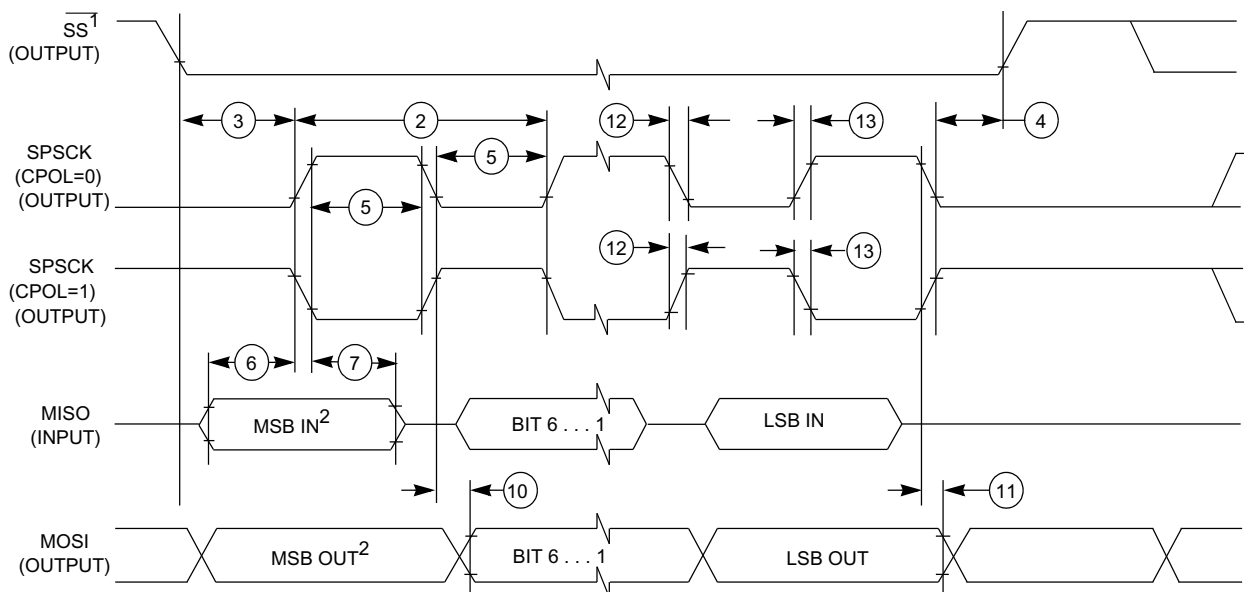 SS¹
(OUTPUT)
3
2
12
13
4
SPSCK
(CPOL=0)
(OUTPUT)
5
5
SPSCK
(CPOL=1)
(OUTPUT)
12
13
6
7
MISO
(INPUT)
MSB IN²
BIT 6 . . . 1
LSB IN
10
11
MOSI
(OUTPUT)
MSB OUT²
BIT 6 . . . 1
LSB OUT